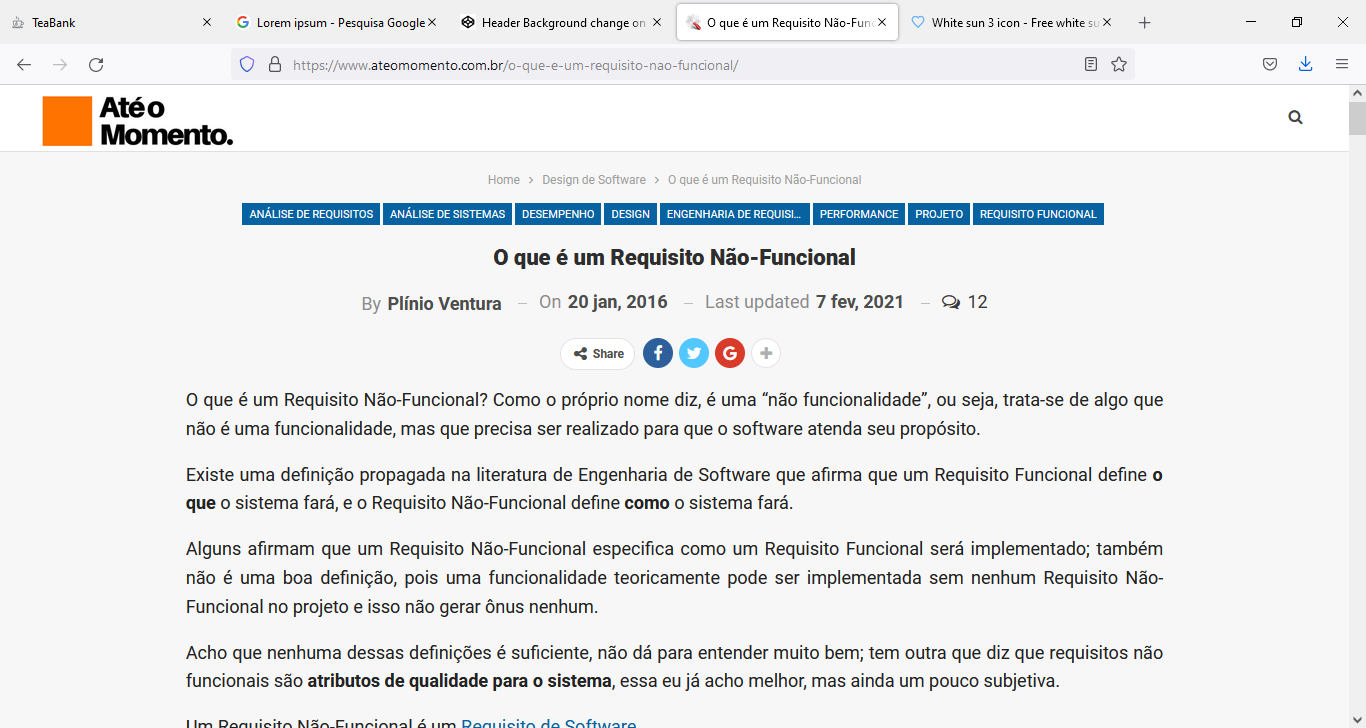 TeaBank
Lorem ipsum - Pesquisa Google
Header Background change on
O que é um Requisito Não-Func
White sun 3 icon - Free white su
https://www.ateomomento.com.br/o-que-e-um-requisito-nao-funcional/
Até o
Momento.
Home > Design de Software > O que é um Requisito Não-Funcional
ANÁLISE DE REQUISITOS ANÁLISE DE SISTEMAS DESEMPENHO DESIGN ENGENHARIA DE REQUISI... PERFORMANCE PROJETO REQUISITO FUNCIONAL
O que é um Requisito Não-Funcional
By Plínio Ventura – On 20 jan, 2016 – Last updated 7 fev, 2021 – 12
Share
O que é um Requisito Não-Funcional? Como o próprio nome diz, é uma “não funcionalidade”, ou seja, trata-se de algo que
não é uma funcionalidade, mas que precisa ser realizado para que o software atenda seu propósito.
Existe uma definição propagada na literatura de Engenharia de Software que afirma que um Requisito Funcional define o
que o sistema fará, e o Requisito Não-Funcional define como o sistema fará.
Alguns afirmam que um Requisito Não-Funcional especifica como um Requisito Funcional será implementado; também
não é uma boa definição, pois uma funcionalidade teoricamente pode ser implementada sem nenhum Requisito Não-
Funcional no projeto e isso não gerar ônus nenhum.
Acho que nenhuma dessas definições é suficiente, não dá para entender muito bem; tem outra que diz que requisitos não
funcionais são atributos de qualidade para o sistema, essa eu já acho melhor, mas ainda um pouco subjetiva.
Um Requisito Não-Funcional é um Requisito de Software